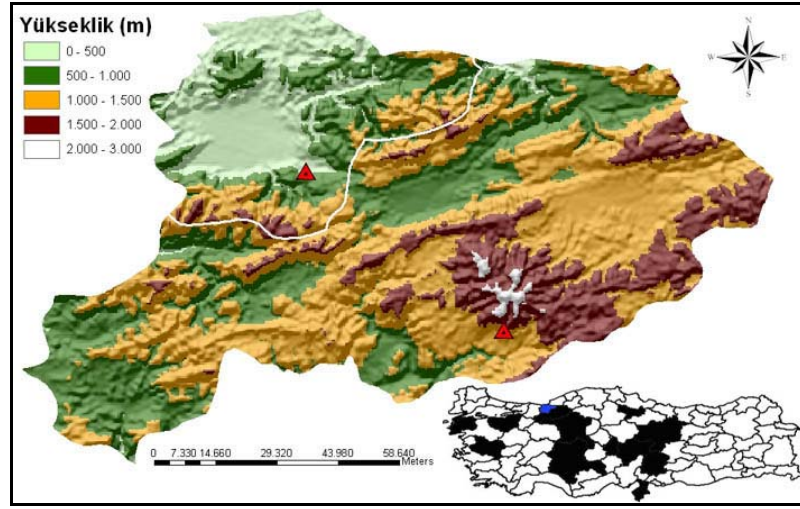 Yükseklik (m)
0 - 500
500 - 1.000
1.000 - 1.500
1.500 - 2.000
2.000 - 3.000
N
W E
S
0 7.330 14.660 29.320 43.980 58.640
Meters